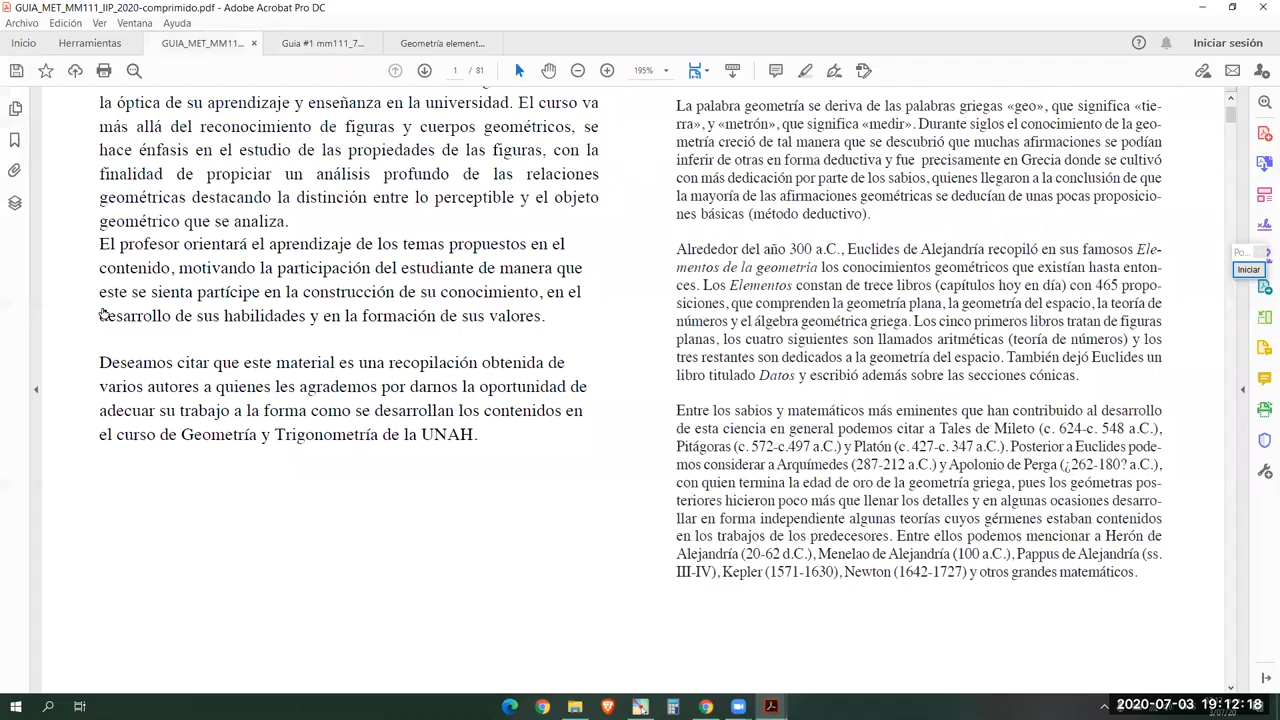 GUIA_MET_MM111_IIP_2020-comprimido.pdf - Adobe Acrobat Pro DC
Archivo Edición Ver Ventana Ayuda
Inicio Herramientas GUIA_MET_MM11... × Guia #1 mm111_7... Geometría element... Iniciar sesión
1 / 81 195%
la óptica de su aprendizaje y enseñanza en la universidad. El curso va
más allá del reconocimiento de figuras y cuerpos geométricos, se
hace énfasis en el estudio de las propiedades de las figuras, con la
finalidad de propiciar un análisis profundo de las relaciones
geométricas destacando la distinción entre lo perceptible y el objeto
geométrico que se analiza.
El profesor orientará el aprendizaje de los temas propuestos en el
contenido, motivando la participación del estudiante de manera que
este se sienta partícipe en la construcción de su conocimiento, en el
desarrollo de sus habilidades y en la formación de sus valores.
Deseamos citar que este material es una recopilación obtenida de
varios autores a quienes les agrademos por darnos la oportunidad de
adecuar su trabajo a la forma como se desarrollan los contenidos en
el curso de Geometría y Trigonometría de la UNAH.
La palabra geometría se deriva de las palabras griegas «geo», que significa «tie-
rra», y «metrón», que significa «medir». Durante siglos el conocimiento de la geo-
metría creció de tal manera que se descubrió que muchas afirmaciones se podían
inferir de otras en forma deductiva y fue precisamente en Grecia donde se cultivó
con más dedicación por parte de los sabios, quienes llegaron a la conclusión de que
la mayoría de las afirmaciones geométricas se deducían de unas pocas proposicio-
nes básicas (método deductivo).
Alrededor del año 300 a.C., Euclides de Alejandría recopiló en sus famosos Ele-
mentos de la geometría los conocimientos geométricos que existían hasta enton-
ces. Los Elementos constan de trece libros (capítulos hoy en día) con 465 propo-
siciones, que comprenden la geometría plana, la geometría del espacio, la teoría de
números y el álgebra geométrica griega. Los cinco primeros libros tratan de figuras
planas, los cuatro siguientes son llamados aritméticas (teoría de números) y los
tres restantes son dedicados a la geometría del espacio. También dejó Euclides un
libro titulado Datos y escribió además sobre las secciones cónicas.
Entre los sabios y matemáticos más eminentes que han contribuido al desarrollo
de esta ciencia en general podemos citar a Tales de Mileto (c. 624-c. 548 a.C.),
Pitágoras (c. 572-c.497 a.C.) y Platón (c. 427-c. 347 a.C.). Posterior a Euclides pode-
mos considerar a Arquímedes (287-212 a.C.) y Apolonio de Perga (¿262-180? a.C.),
con quien termina la edad de oro de la geometría griega, pues los geómetras pos-
teriores hicieron poco más que llenar los detalles y en algunas ocasiones desarro-
llar en forma independiente algunas teorías cuyos gérmenes estaban contenidos
en los trabajos de los predecesores. Entre ellos podemos mencionar a Herón de
Alejandría (20-62 d.C.), Menelao de Alejandría (100 a.C.), Pappus de Alejandría (ss.
III-IV), Kepler (1571-1630), Newton (1642-1727) y otros grandes matemáticos.
Po...
Iniciar
2020-07-03 19:12:18